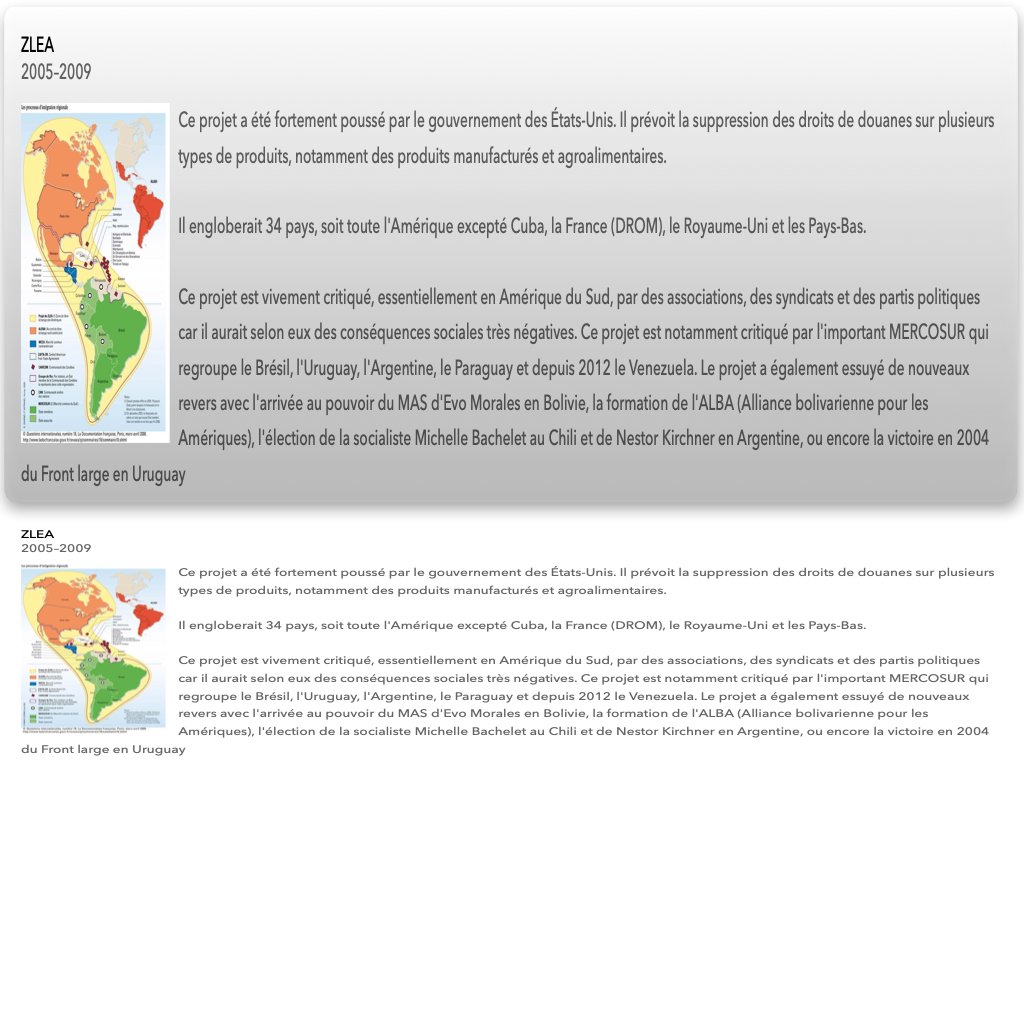 ZLEA
2005–2009
Les processus d'intégration régionale
Ce projet a été fortement poussé par le gouvernement des États-Unis. Il prévoit la suppression des droits de douanes sur plusieurs
types de produits, notamment des produits manufacturés et agroalimentaires.
Il engloberait 34 pays, soit toute l'Amérique excepté Cuba, la France (DROM), le Royaume-Uni et les Pays-Bas.
Ce projet est vivement critiqué, essentiellement en Amérique du Sud, par des associations, des syndicats et des partis politiques
car il aurait selon eux des conséquences sociales très négatives. Ce projet est notamment critiqué par l'important MERCOSUR qui
regroupe le Brésil, l'Uruguay, l'Argentine, le Paraguay et depuis 2012 le Venezuela. Le projet a également essuyé de nouveaux
revers avec l'arrivée au pouvoir du MAS d'Evo Morales en Bolivie, la formation de l'ALBA (Alliance bolivarienne pour les
Amériques), l'élection de la socialiste Michelle Bachelet au Chili et de Nestor Kirchner en Argentine, ou encore la victoire en 2004
du Front large en Uruguay
ZLEA
2005–2009
Les processus d'intégration régionale
Ce projet a été fortement poussé par le gouvernement des États-Unis. Il prévoit la suppression des droits de douanes sur plusieurs
types de produits, notamment des produits manufacturés et agroalimentaires.
Il engloberait 34 pays, soit toute l'Amérique excepté Cuba, la France (DROM), le Royaume-Uni et les Pays-Bas.
Ce projet est vivement critiqué, essentiellement en Amérique du Sud, par des associations, des syndicats et des partis politiques
car il aurait selon eux des conséquences sociales très négatives. Ce projet est notamment critiqué par l'important MERCOSUR qui
regroupe le Brésil, l'Uruguay, l'Argentine, le Paraguay et depuis 2012 le Venezuela. Le projet a également essuyé de nouveaux
revers avec l'arrivée au pouvoir du MAS d'Evo Morales en Bolivie, la formation de l'ALBA (Alliance bolivarienne pour les
Amériques), l'élection de la socialiste Michelle Bachelet au Chili et de Nestor Kirchner en Argentine, ou encore la victoire en 2004
du Front large en Uruguay